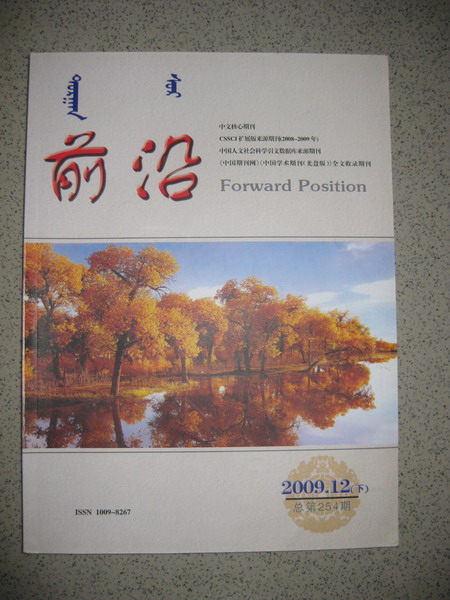 前沿
中文核心期刊
CSSCI扩展版来源期刊(2008-2009年)
中国人文社会科学引文数据库来源期刊
《中国期刊网》《中国学术期刊(光盘版)》全文收录期刊
Forward Position
2009.12(下)
总第254期
ISSN 1009-8267